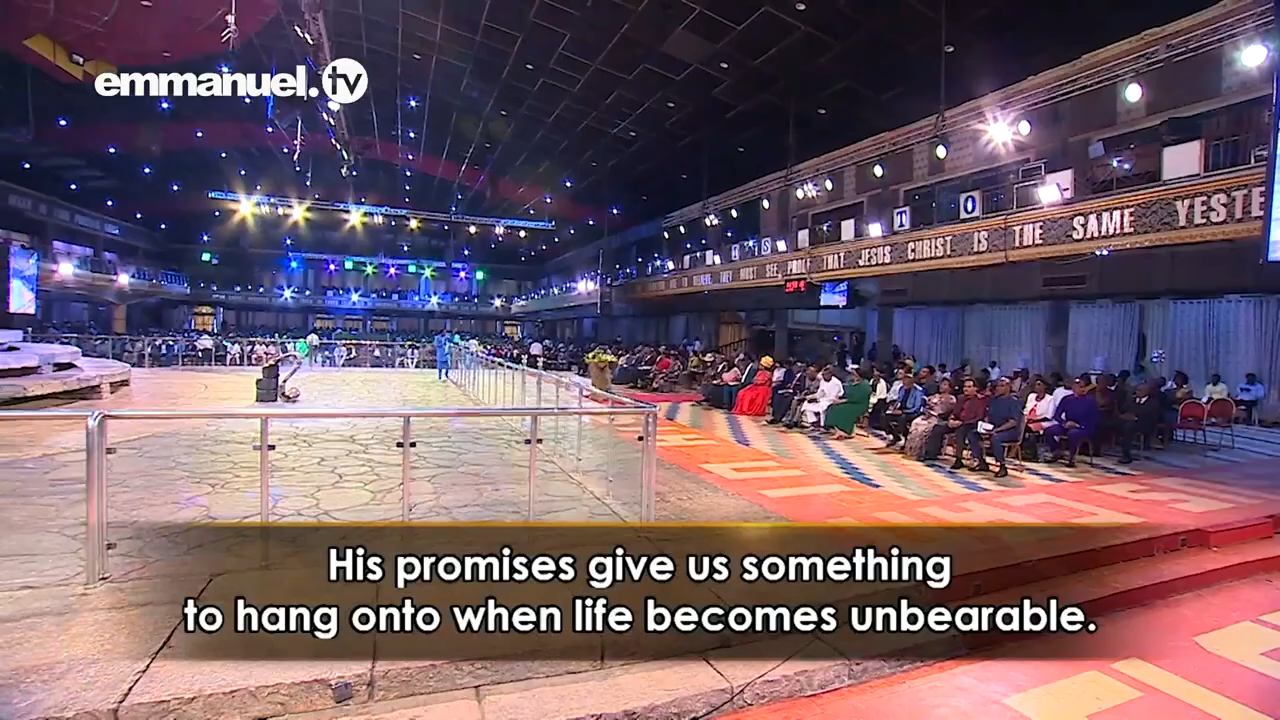 emmanuel.tv
T O
THAT JESUS CHRIST IS THE SAME YESTE
His promises give us something
to hang onto when life becomes unbearable.